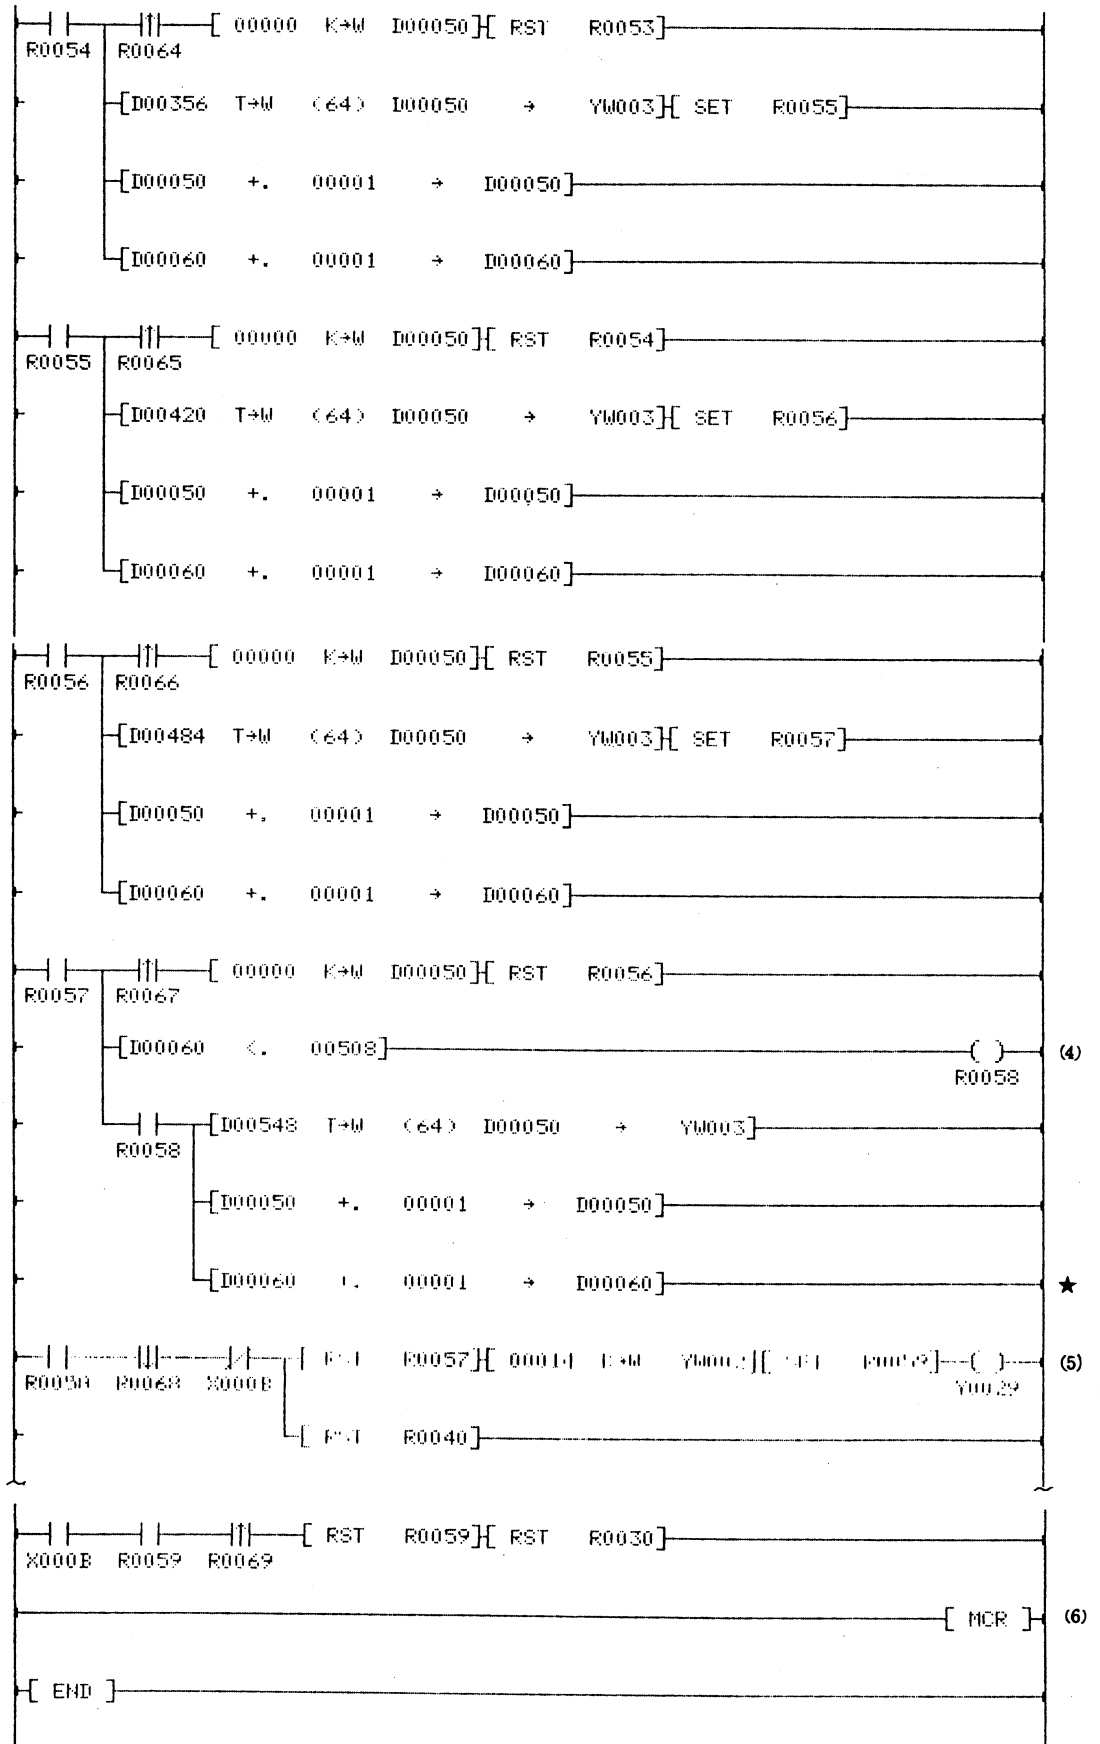 [ 00000 K→W D00050][ RST R0053]
R0054 R0064
[D00356 T→W (64) D00050 → YW003][ SET R0055]
[D00050 +. 00001 → D00050]
[D00060 +. 00001 → D00060]
[ 00000 K→W D00050][ RST R0054]
R0055 R0065
[D00420 T→W (64) D00050 → YW003][ SET R0056]
[D00050 +. 00001 → D00050]
[D00060 +. 00001 → D00060]
[ 00000 K→W D00050][ RST R0055]
R0056 R0066
[D00484 T→W (64) D00050 → YW003][ SET R0057]
[D00050 +. 00001 → D00050]
[D00060 +. 00001 → D00060]
[ 00000 K→W D00050][ RST R0056]
R0057 R0067
[D00060 <. 00508] ( ) (4)
R0058
[D00548 T→W (64) D00050 → YW003]
R0058
[D00050 +. 00001 → D00050]
[D00060 00001 → D00060] ★
[ R0057][ ][ ] ( ) (5)
R0068 X000B Y0029
[ R0040]
[ RST R0059][ RST R0030]
X000B R0059 R0069
[ MCR ] (6)
[ END ]